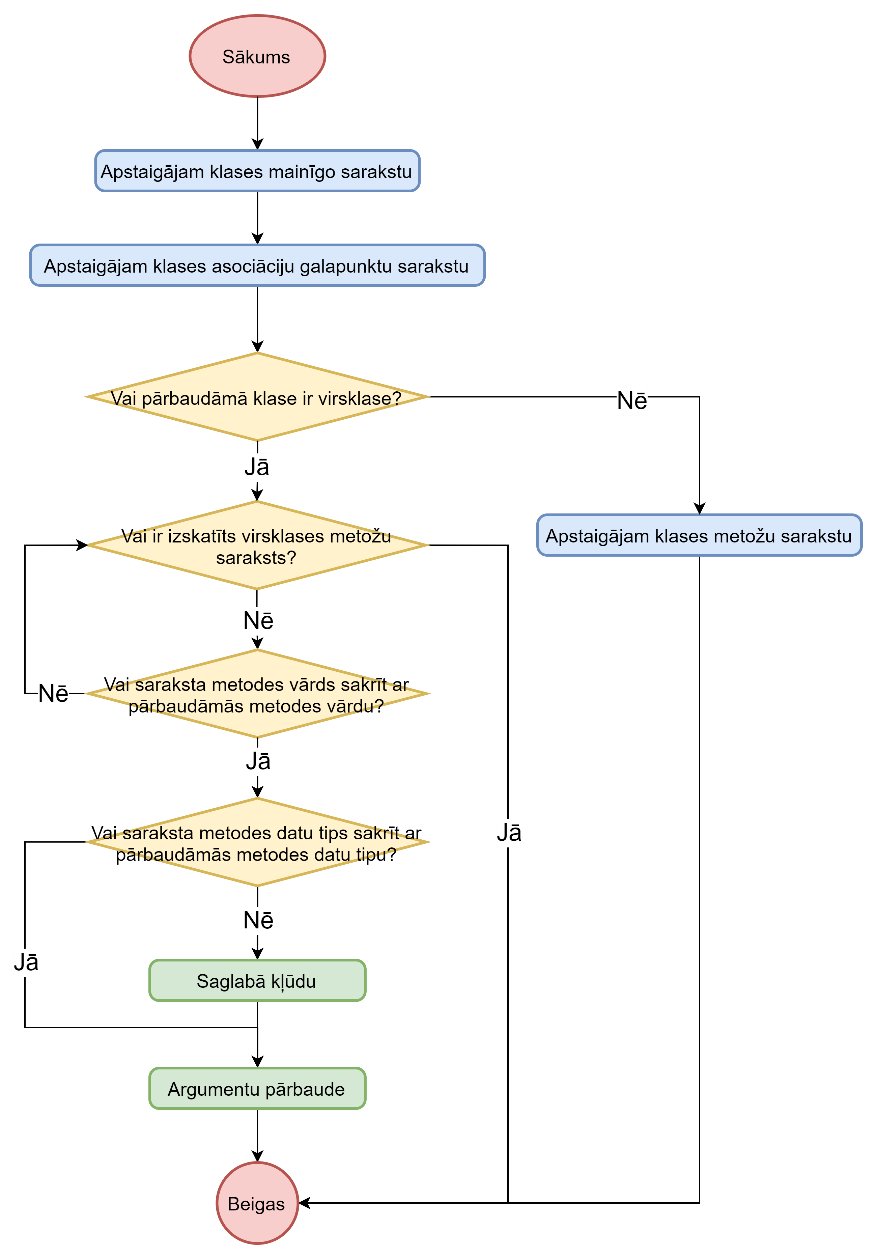 Sākums
Apstaigājam klases mainīgo sarakstu
Apstaigājam klases asociāciju galapunktu sarakstu
Vai pārbaudāmā klase ir virsklase?
Nē
Jā
Vai ir izskatīts virsklases metožu
saraksts?
Apstaigājam klases metožu sarakstu
Nē
Vai saraksta metodes vārds sakrīt ar
pārbaudāmās metodes vārdu?
Nē
Jā
Vai saraksta metodes datu tips sakrīt ar
pārbaudāmās metodes datu tipu?
Jā
Nē
Jā
Saglabā kļūdu
Argumentu pārbaude
Beigas